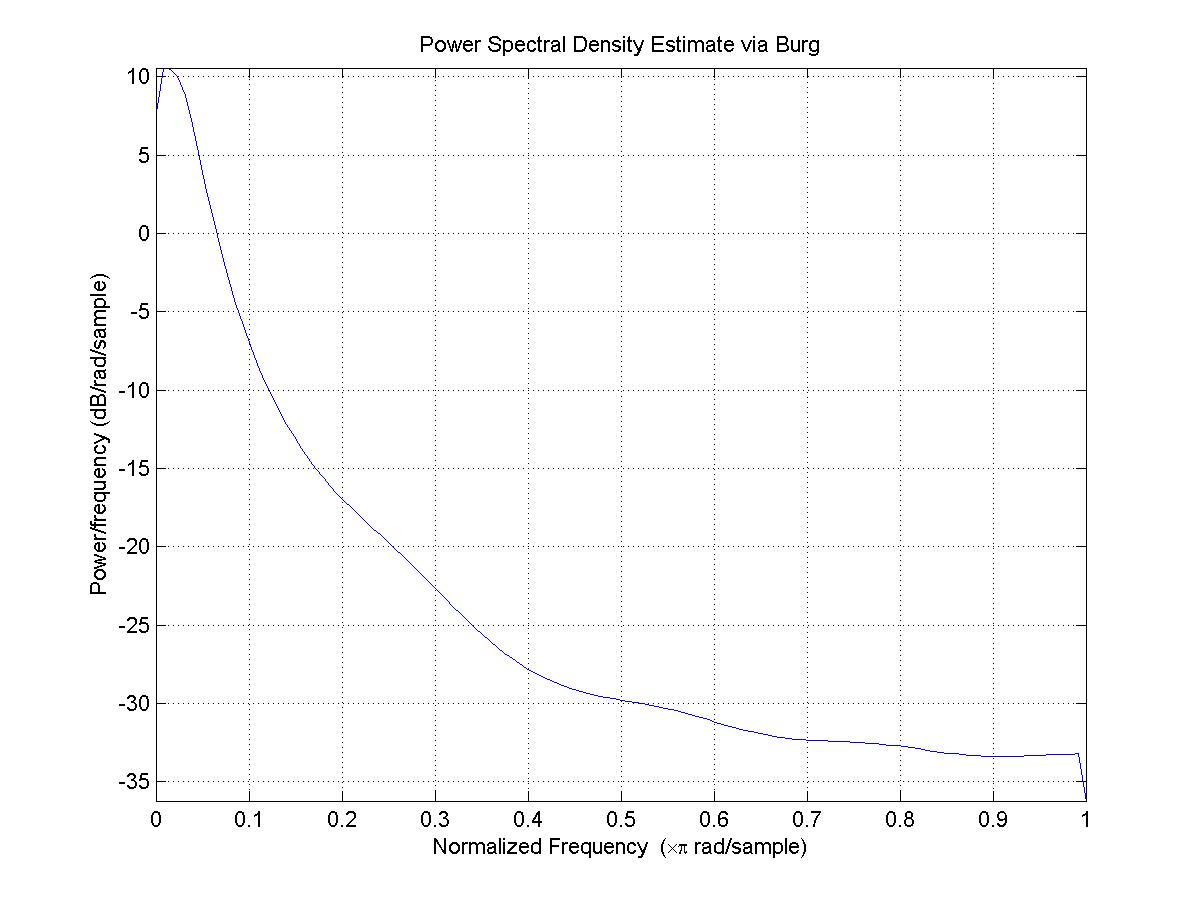 Power Spectral Density Estimate via Burg
10
5
0
-5
-10
-15
-20
-25
-30
-35
Power/frequency (dB/rad/sample)
0 0.1 0.2 0.3 0.4 0.5 0.6 0.7 0.8 0.9 1
Normalized Frequency (×π rad/sample)